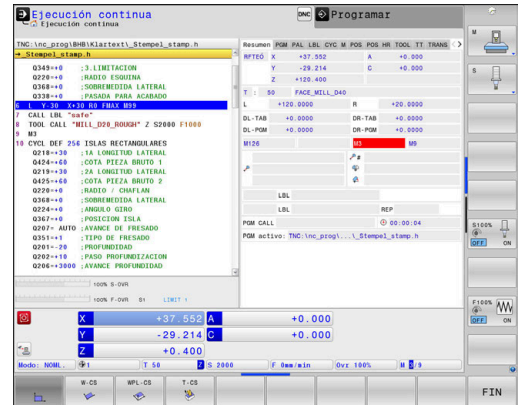 Ejecución continua
Ejecución continua
DNC
Programar
TNC:\nc_prog\BHB\Klartext\_Stempel_stamp.h
→_Stempel_stamp.h
Q349=+0 ;3.LIMITACION
Q220=+0 ;RADIO ESQUINA
Q368=+0 ;SOBREMEDIDA LATERAL
Q338=+0 ;PASADA PARA ACABADO
6 L Y-30 X+30 R0 FMAX M99
7 CALL LBL "safe"
8 TOOL CALL "MILL_D20_ROUGH" Z S2000 F1000
9 M3
10 CYCL DEF 256 ISLAS RECTANGULARES
Q218=+30 ;1A LONGITUD LATERAL
Q424=+60 ;COTA PIEZA BRUTO 1
Q219=+30 ;2A LONGITUD LATERAL
Q425=+60 ;COTA PIEZA BRUTO 2
Q220=+0 ;RADIO / CHAFLAN
Q368=+0 ;SOBREMEDIDA LATERAL
Q224=+0 ;ANGULO GIRO
Q367=+0 ;POSICION ISLA
Q207= AUTO ;AVANCE DE FRESADO
Q351=+1 ;TIPO DE FRESADO
Q201=-20 ;PROFUNDIDAD
Q202=+10 ;PASO PROFUNDIZACION
Q206=+3000 ;AVANCE PROFUNDIDAD
100% S-OVR
100% F-OVR S1 LIMIT 1
Resumen PGM PAL LBL CYC M POS POS HR TOOL TT TRANS
RFTEÓ X +37.552 A +0.000
Y -29.214 C +0.000
Z +120.400
T : 50 FACE_MILL_D40
L +120.0000 R +20.0000
DL-TAB +0.0000 DR-TAB +0.0000
DL-PGM +0.0000 DR-PGM +0.0000
M126 M3 M9
LBL
LBL REP
PGM CALL 00:00:04
PGM activo: TNC:\nc_prog\...\_Stempel_stamp.h
X +37.552 A +0.000
Y -29.214 C +0.000
Z +0.400
Modo: NOML. 1 T 50 Z S 2000 F 0mm/min Ovr 100% M 3/9
W-CS
WPL-CS
T-CS
FIN
M
S
S100%
OFF ON
F100%
OFF ON